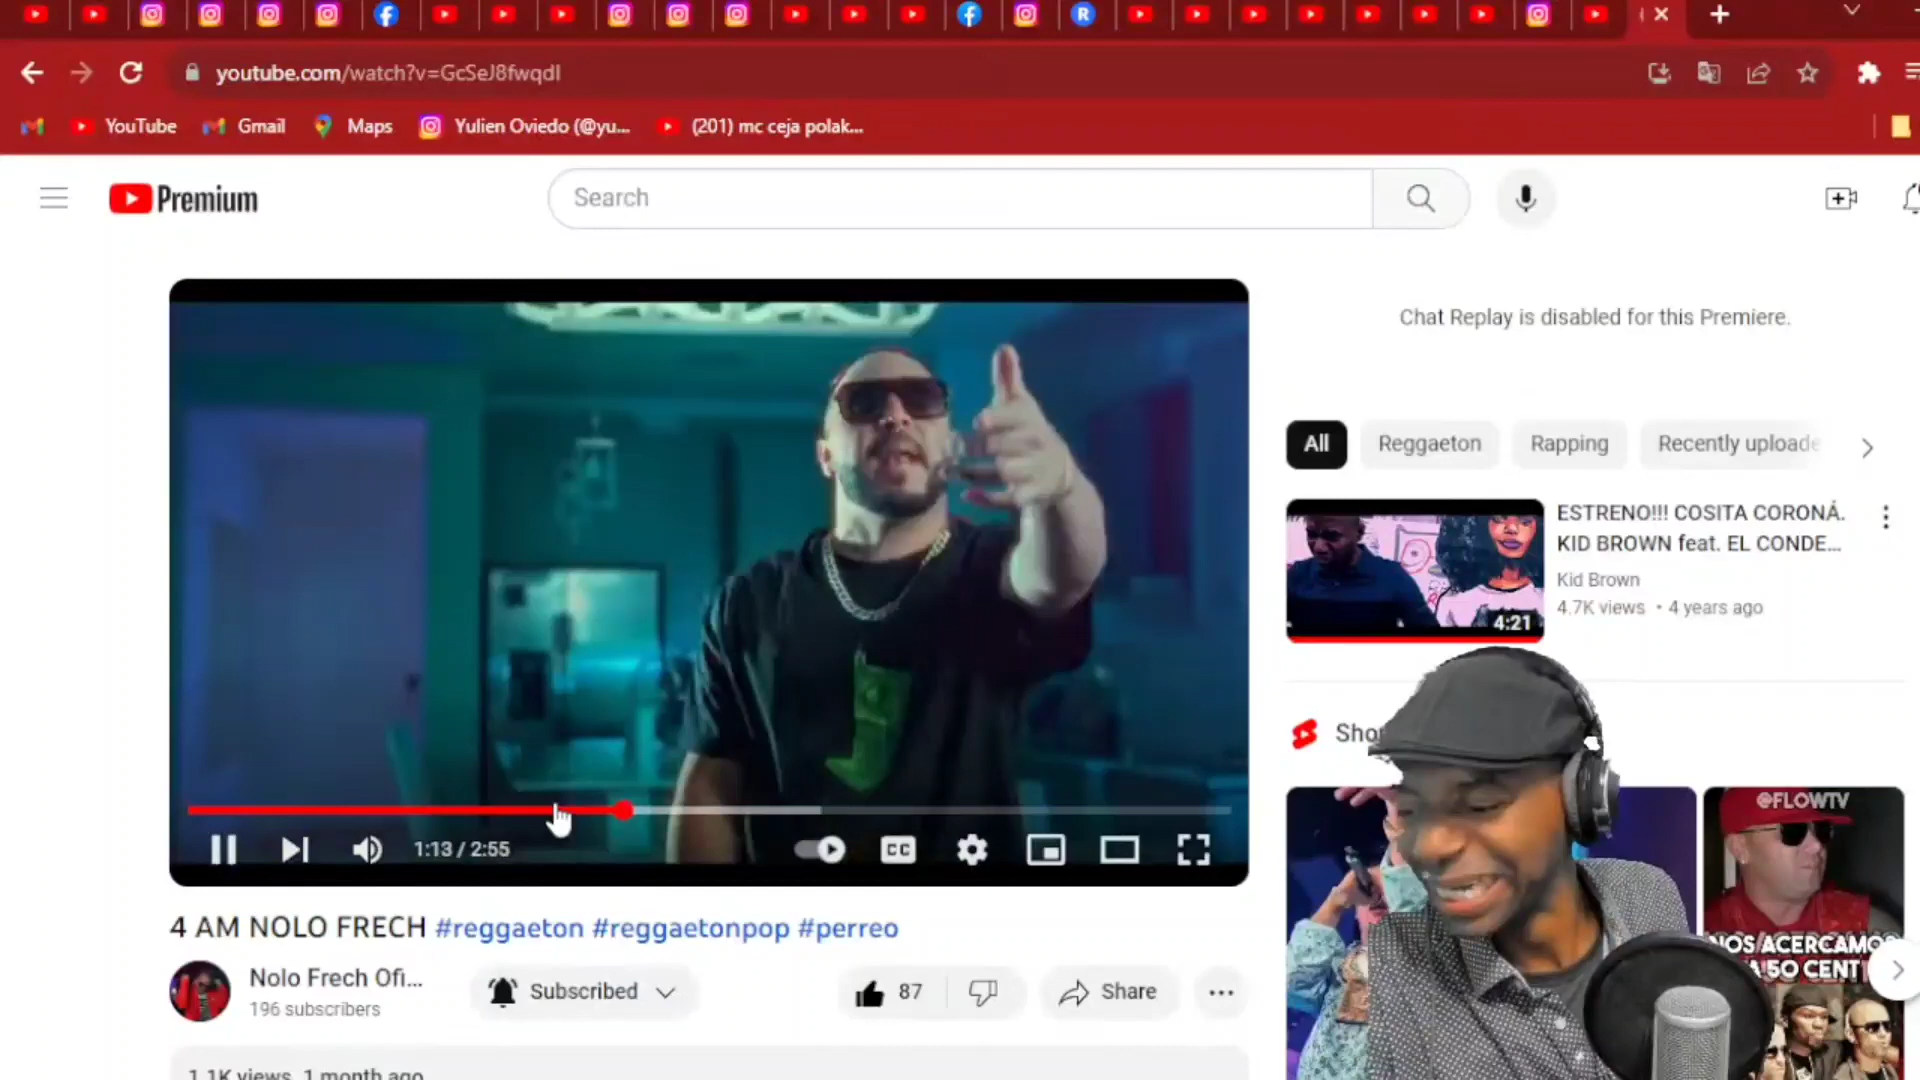 youtube.com/watch?v=GcSeJ8fwqdI
YouTube Gmail Maps Yulien Oviedo (@yu... (201) mc ceja polak...
Premium
Search
Chat Replay is disabled for this Premiere.
All Reggaeton Rapping Recently uploade
ESTRENO!!! COSITA CORONÁ.
KID BROWN feat. EL CONDE...
Kid Brown
4.7K views • 4 years ago
4:21
Sho
@FLOWTV
NOS ACERCAMOS
A 50 CENT
1:13 / 2:55
CC
4 AM NOLO FRECH #reggaeton #reggaetonpop #perreo
Nolo Frech Ofi...
196 subscribers
Subscribed
87
Share
1.1K views 1 month ago